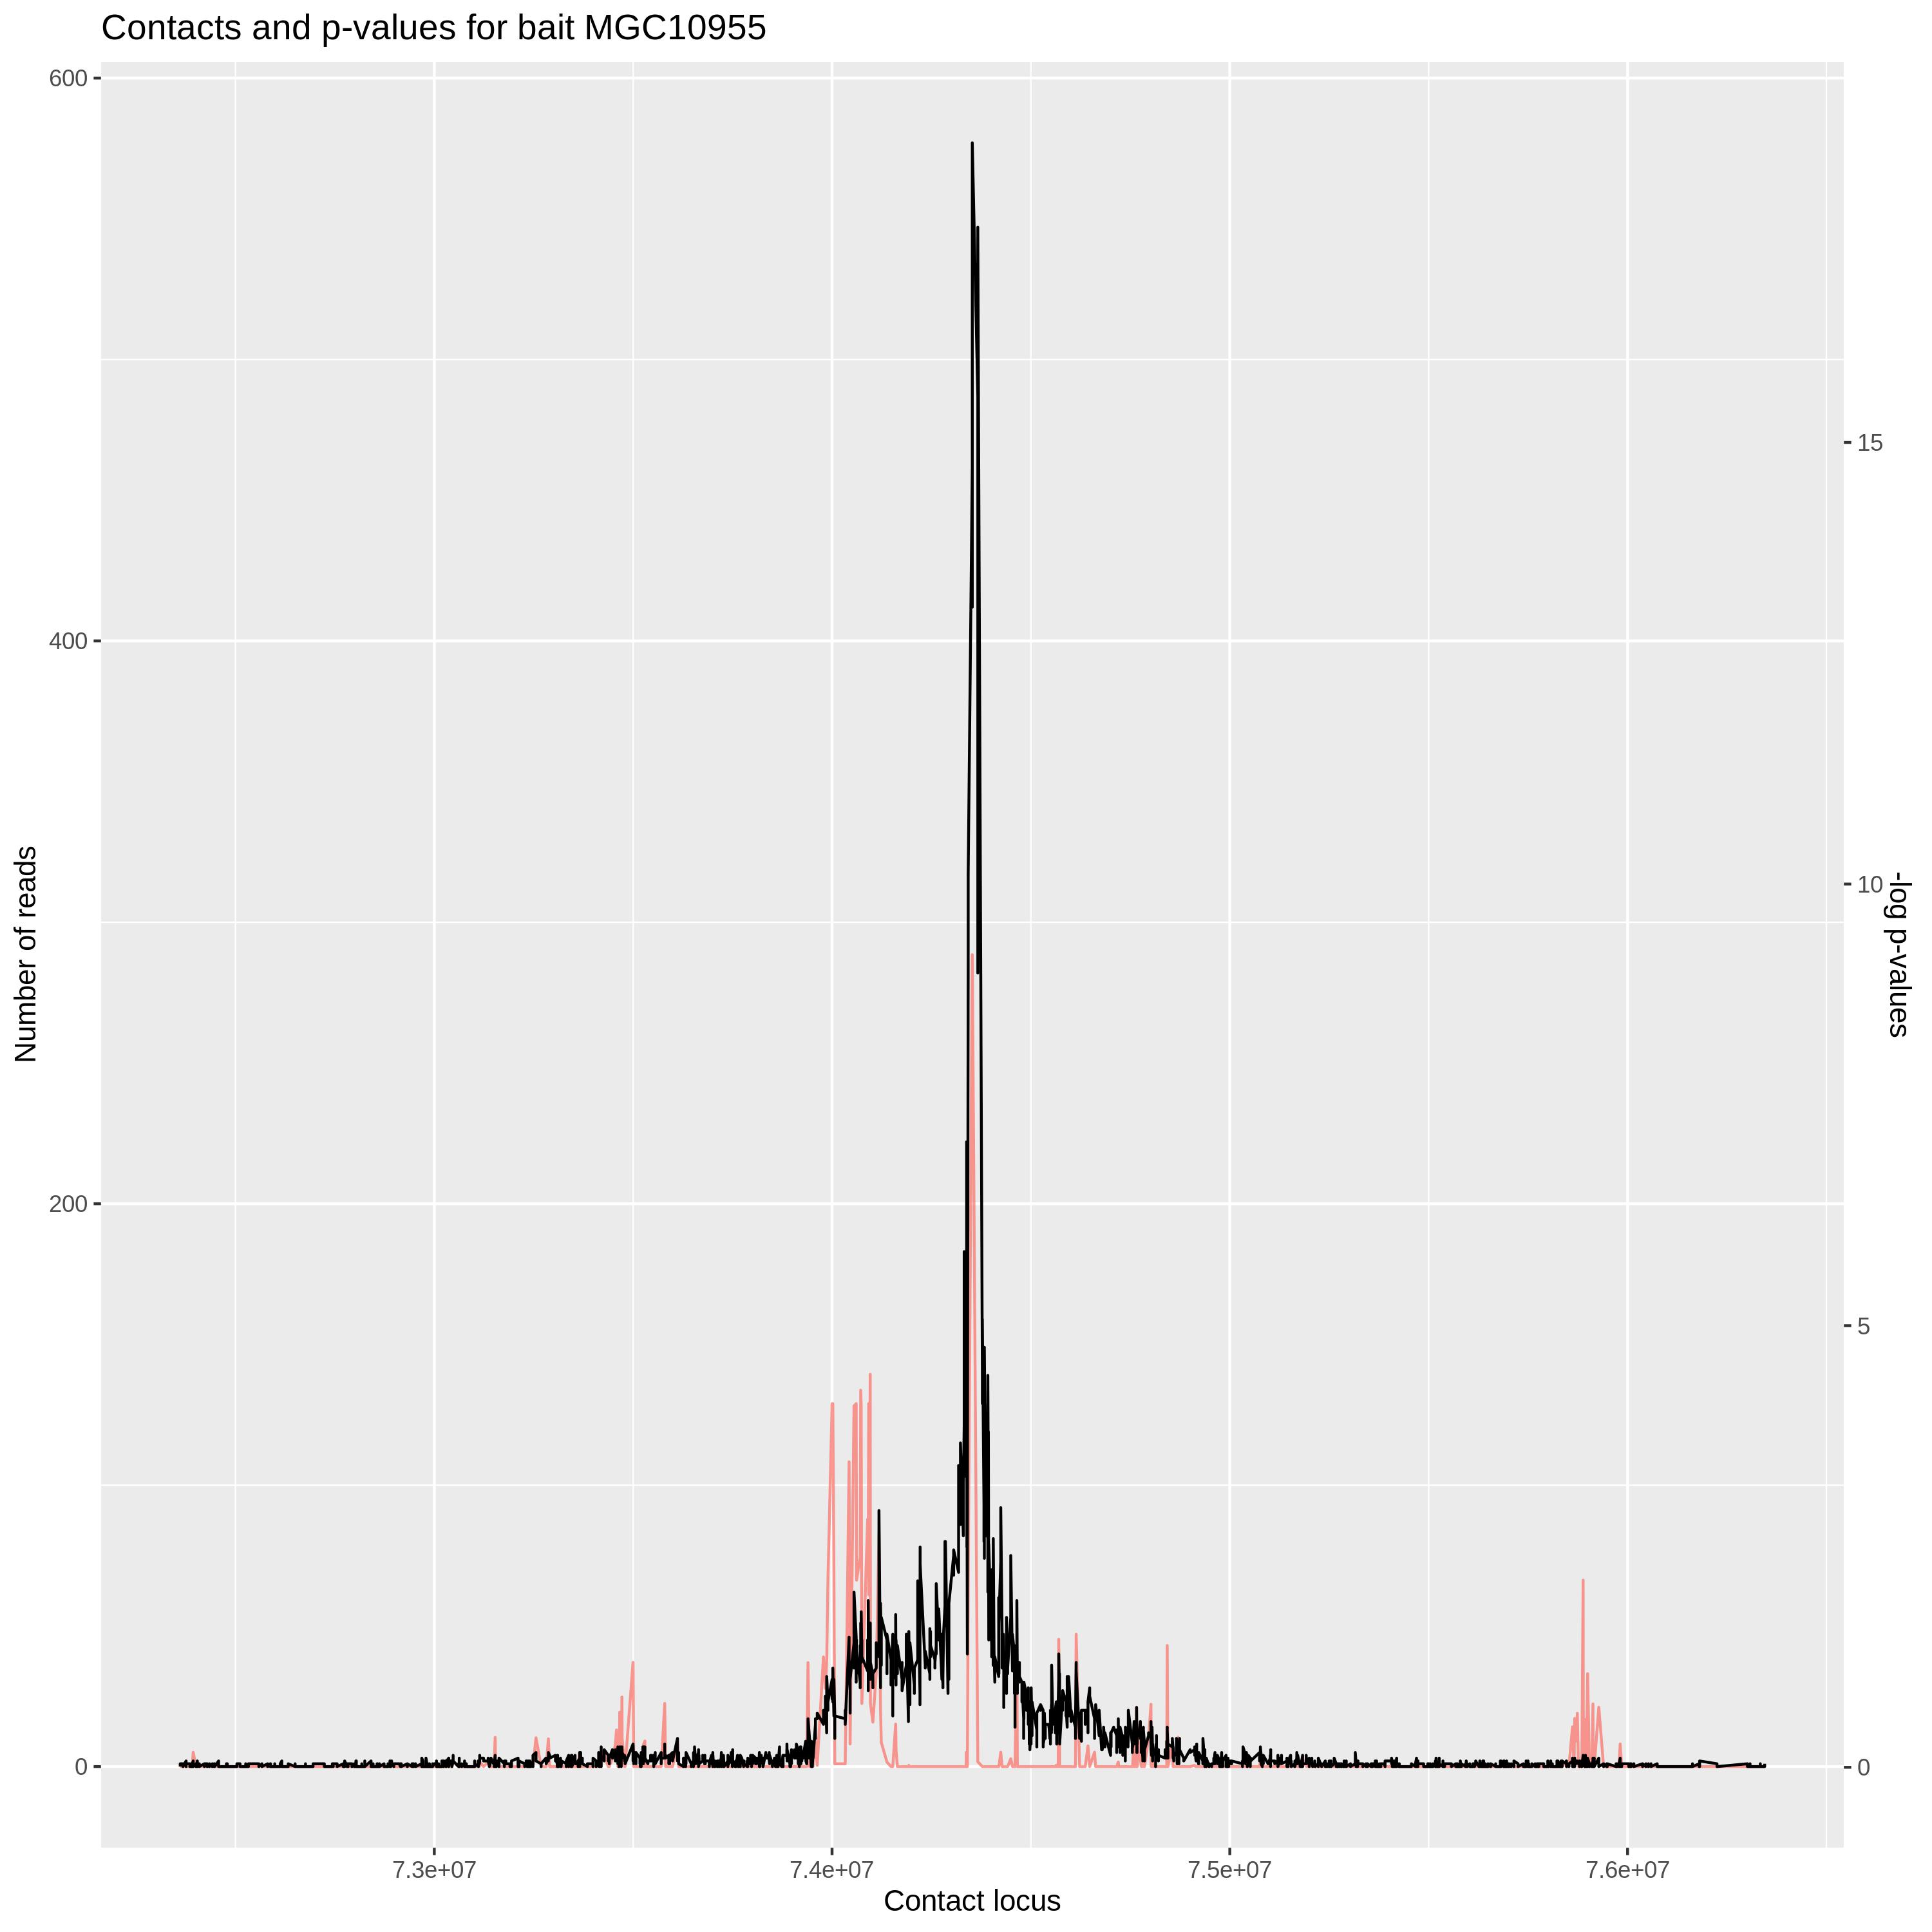 Contacts and p-values for bait MGC10955
600
400
200
0
Number of reads
15
10
5
0
-log p-values
7.3e+07
7.4e+07
7.5e+07
7.6e+07
Contact locus